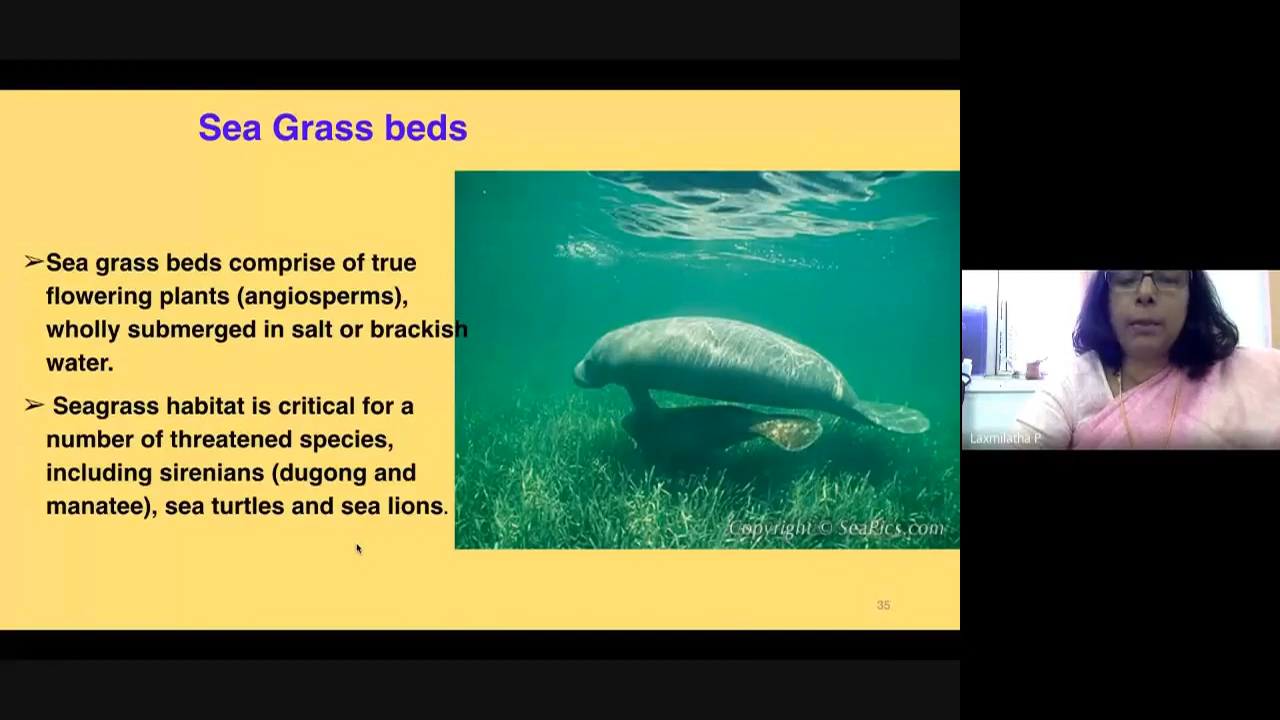 Sea Grass beds
➢Sea grass beds comprise of true
flowering plants (angiosperms),
wholly submerged in salt or brackish
water.
➢ Seagrass habitat is critical for a
number of threatened species,
including sirenians (dugong and
manatee), sea turtles and sea lions.
Copyright © SeaPics.com
35
Laxmilatha P